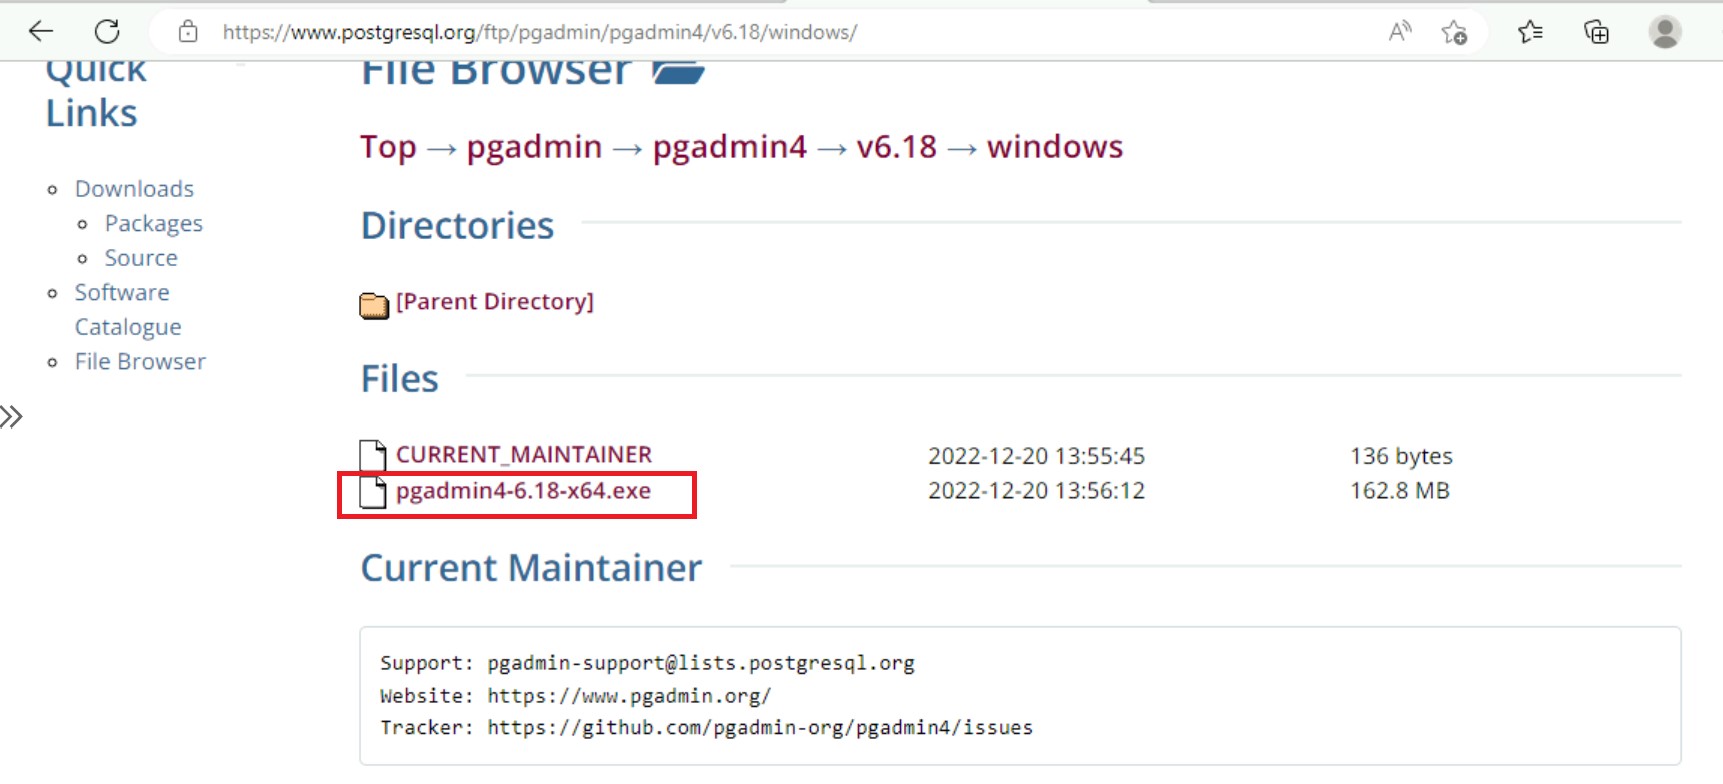 https://www.postgresql.org/ftp/pgadmin/pgadmin4/v6.18/windows/
Quick
Links
Downloads
Packages
Source
Software
Catalogue
File Browser
File Browser
Top → pgadmin → pgadmin4 → v6.18 → windows
Directories
[Parent Directory]
Files
CURRENT_MAINTAINER 2022-12-20 13:55:45 136 bytes
pgadmin4-6.18-x64.exe 2022-12-20 13:56:12 162.8 MB
Current Maintainer
Support: pgadmin-support@lists.postgresql.org
Website: https://www.pgadmin.org/
Tracker: https://github.com/pgadmin-org/pgadmin4/issues